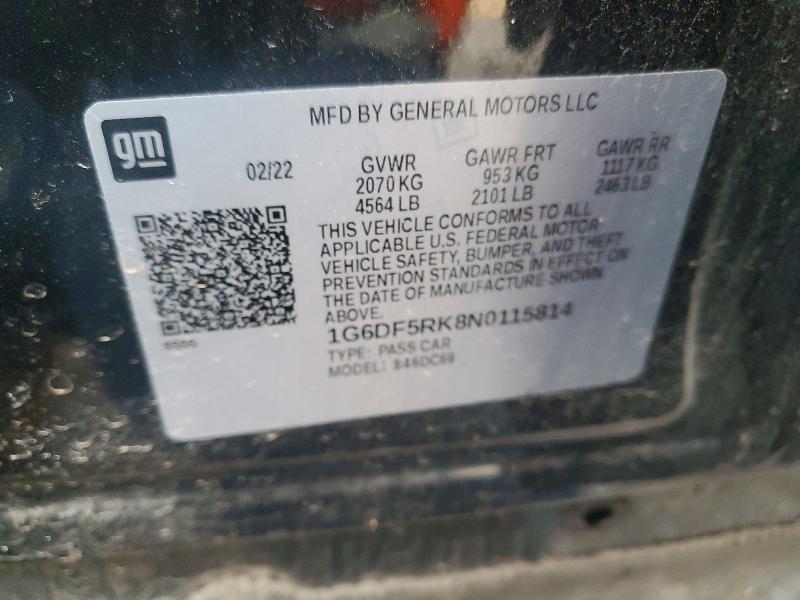 MFD BY GENERAL MOTORS LLC
gm
02/22
GVWR
2070 KG
4564 LB
GAWR FRT
953 KG
2101 LB
GAWR RR
1117 KG
2463 LB
THIS VEHICLE CONFORMS TO ALL
APPLICABLE U.S. FEDERAL MOTOR
VEHICLE SAFETY, BUMPER, AND THEFT
PREVENTION STANDARDS IN EFFECT ON
THE DATE OF MANUFACTURE SHOWN
ABOVE.
1G6DF5RK8N0115814
TYPE: PASS CAR
MODEL: